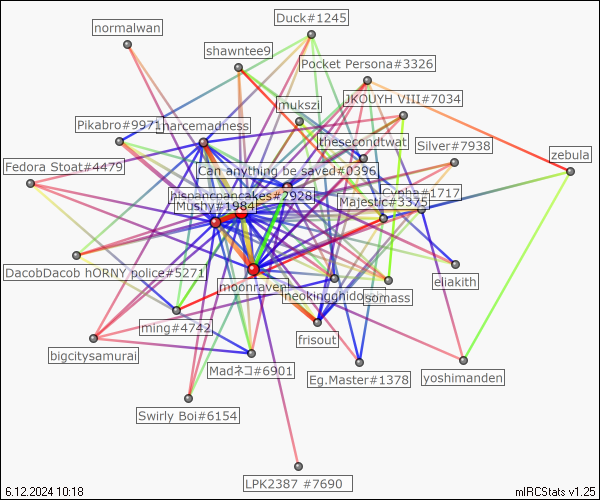 Duck#1245
normalwan
shawntee9
Pocket Persona#3326
JKOUYH VIII#7034
mukszi
Pikabro#9971
narcemadness
thesecondtwat
Silver#7938
zebula
Fedora Stoat#4479
Can anything be saved#0396
hispanicpancakes#2928
Cypha#1717
Mushy#1984
Majestic#3375
DacobDacob hORNY police#5271
moonraven
neokingghidorah
somass
eliakith
ming#4742
frisout
bigcitysamurai
Madネコ#6901
Eg.Master#1378
yoshimanden
Swirly Boi#6154
LPK2387 #7690
6.12.2024 10:18
mIRCStats v1.25